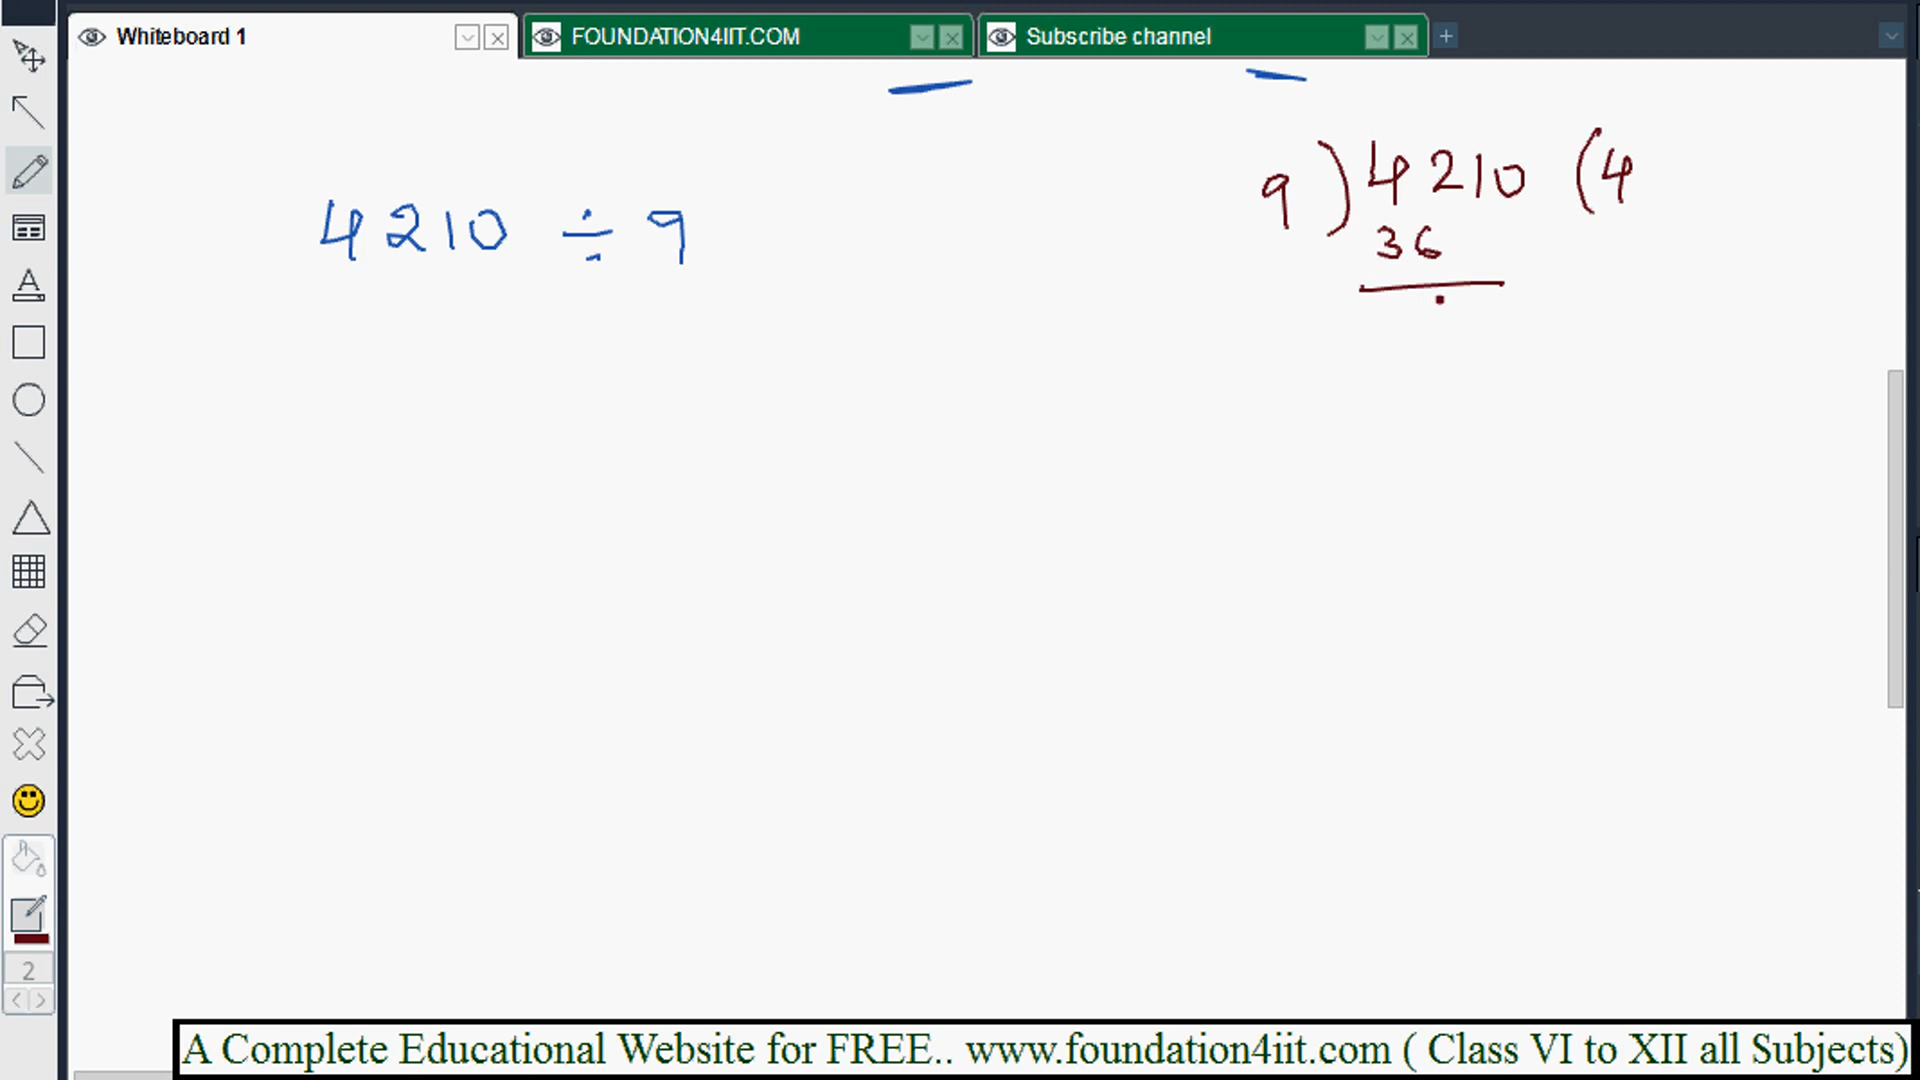 Whiteboard 1 FOUNDATION4IIT.COM Subscribe channel
9 ) 4210 ( 4
4210 ÷ 9
36
A
2
A Complete Educational Website for FREE.. www.foundation4iit.com ( Class VI to XII all Subjects)